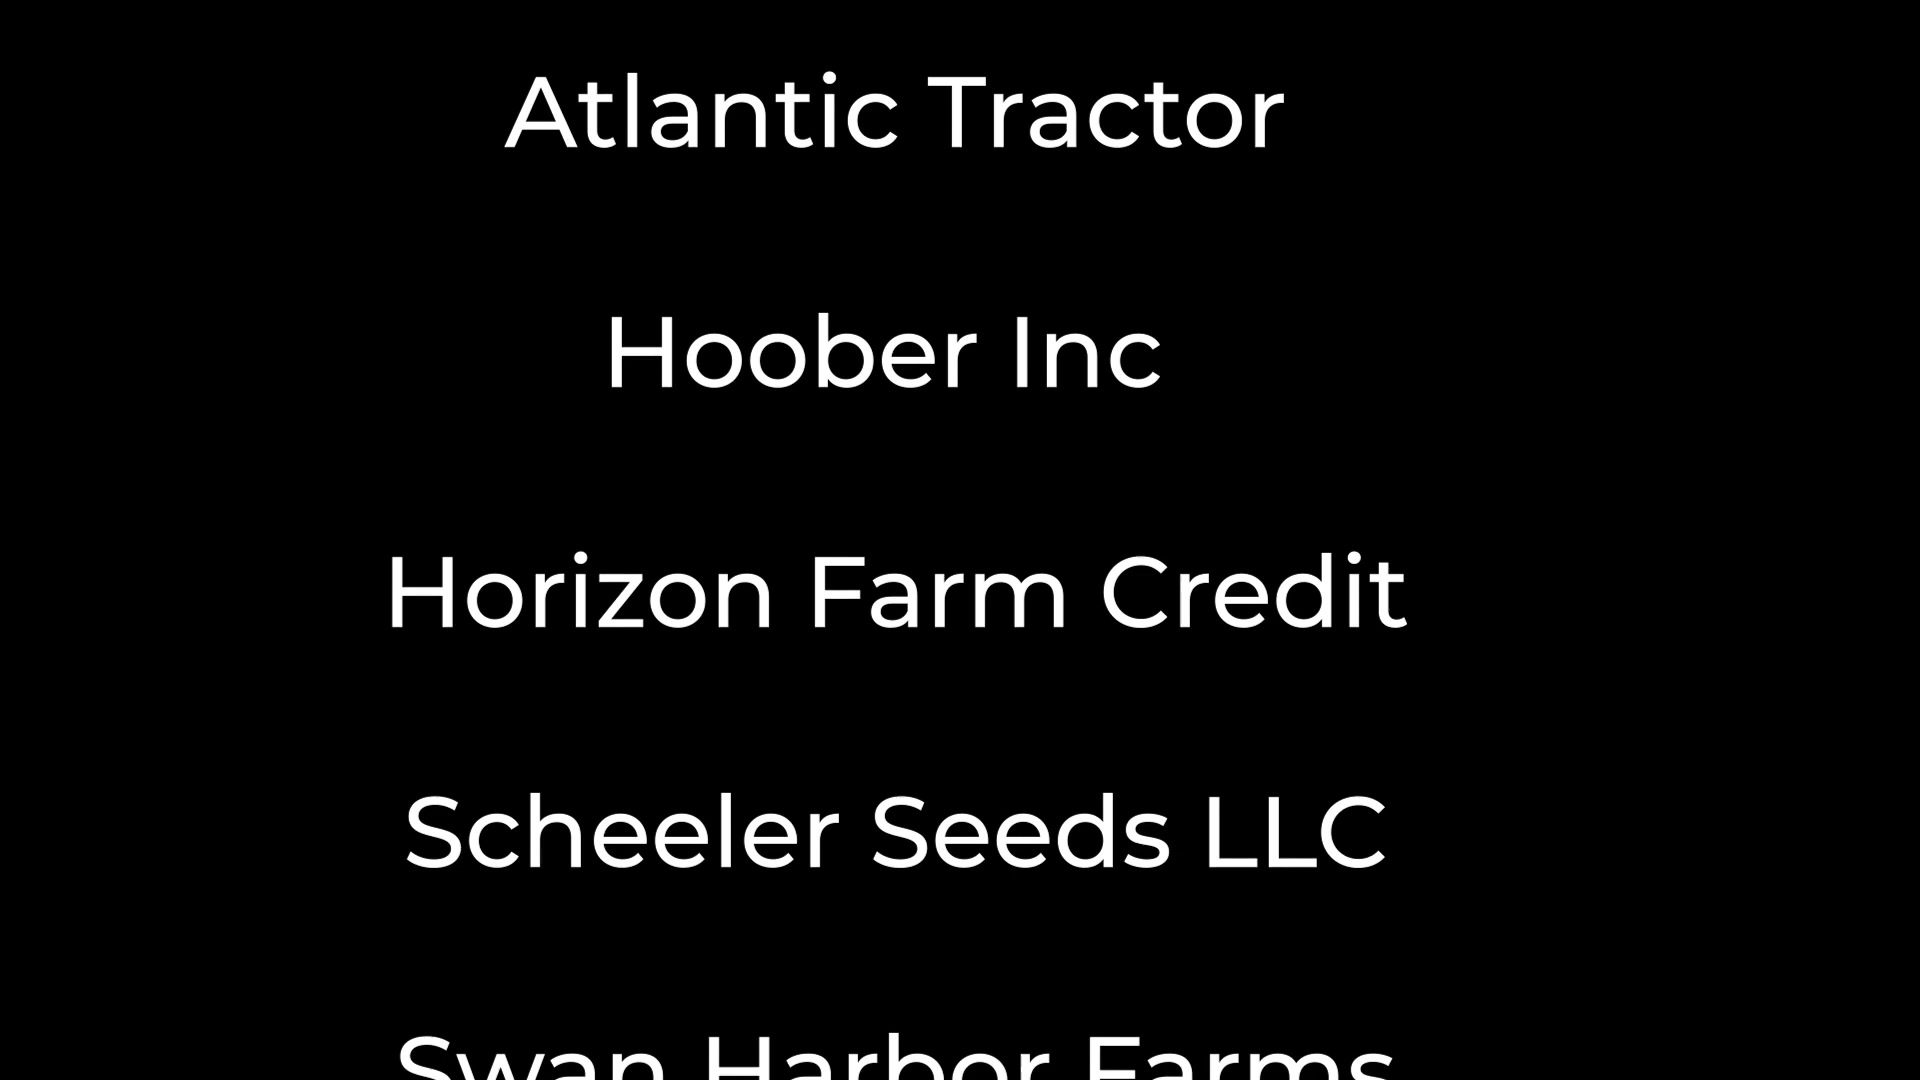 Atlantic Tractor
Hoober Inc
Horizon Farm Credit
Scheeler Seeds LLC
Swan Harbor Farms